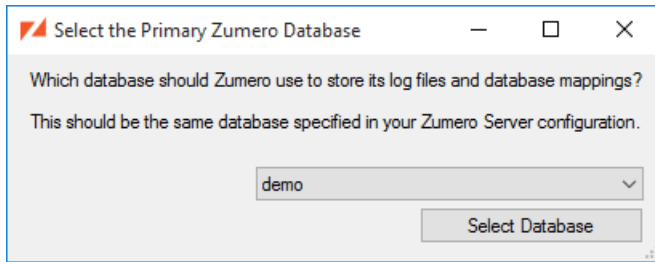 Select the Primary Zumero Database
Which database should Zumero use to store its log files and database mappings?
This should be the same database specified in your Zumero Server configuration.
demo
Select Database